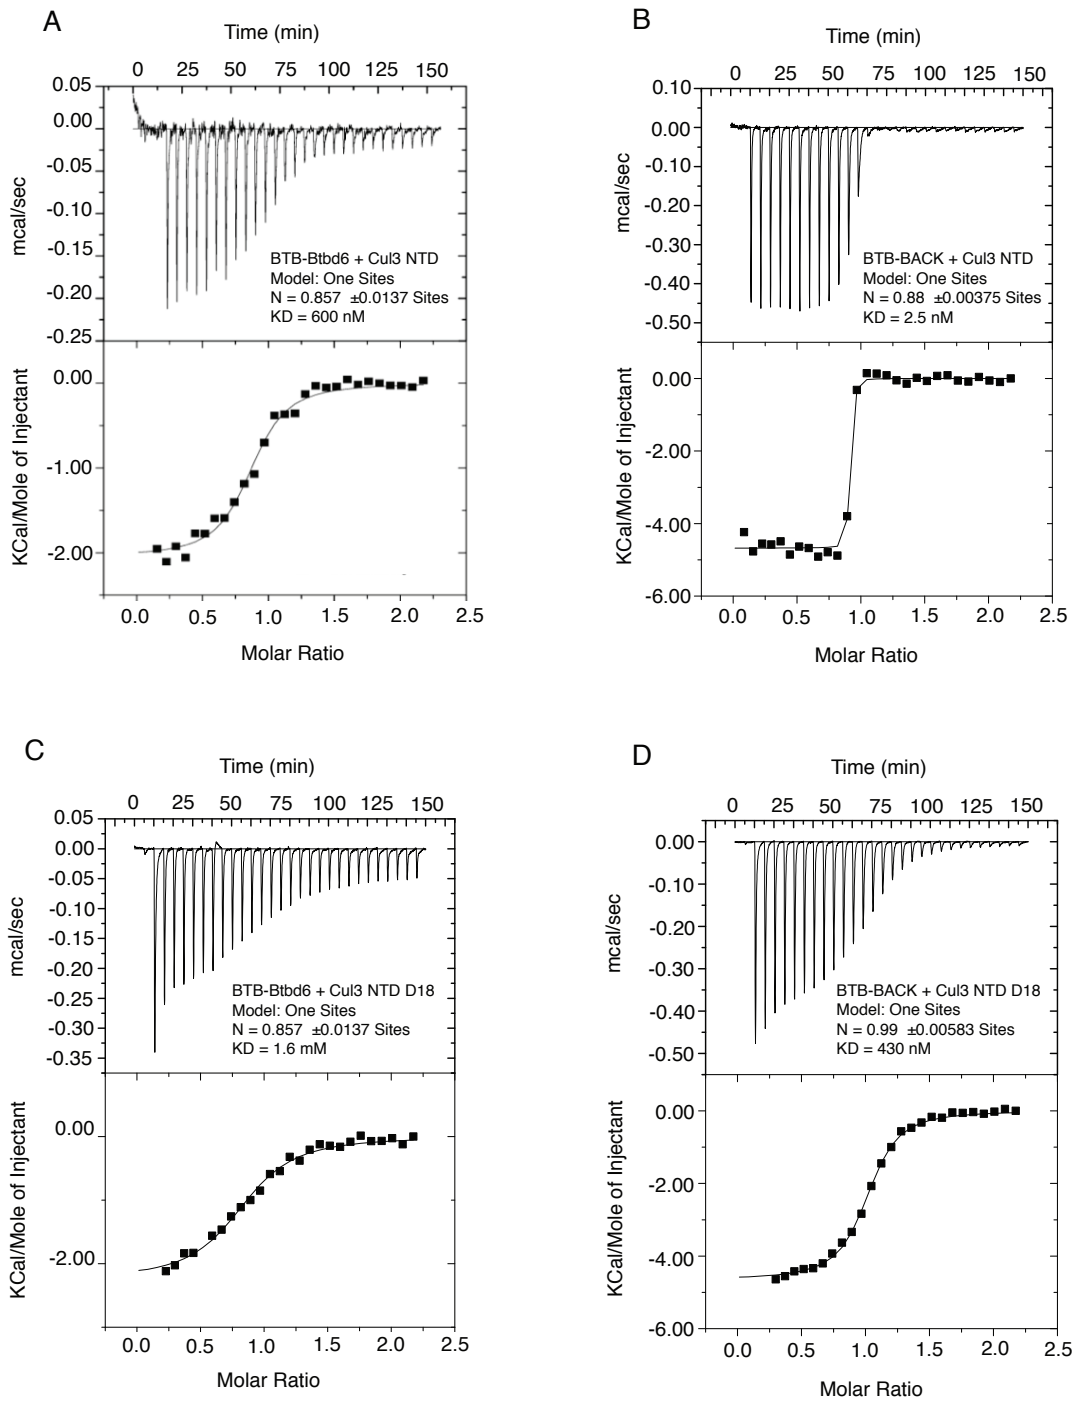 A
Time (min)
0 25 50 75 100 125 150
0.05
0.00
-0.05
-0.10
-0.15
-0.20
-0.25
mcal/sec
BTB-Btbd6 + Cul3 NTD
Model: One Sites
N = 0.857 ±0.0137 Sites
KD = 600 nM
0.00
-1.00
-2.00
KCal/Mole of Injectant
0.0 0.5 1.0 1.5 2.0 2.5
Molar Ratio
B
Time (min)
0 25 50 75 100 125 150
0.10
0.00
-0.10
-0.20
-0.30
-0.40
-0.50
mcal/sec
BTB-BACK + Cul3 NTD
Model: One Sites
N = 0.88 ±0.00375 Sites
KD = 2.5 nM
0.00
-2.00
-4.00
-6.00
KCal/Mole of Injectant
0.0 0.5 1.0 1.5 2.0 2.5
Molar Ratio
C
Time (min)
0 25 50 75 100 125 150
0.05
0.00
-0.05
-0.10
-0.15
-0.20
-0.25
-0.30
-0.35
mcal/sec
BTB-Btbd6 + Cul3 NTD D18
Model: One Sites
N = 0.857 ±0.0137 Sites
KD = 1.6 mM
0.00
-2.00
KCal/Mole of Injectant
0.0 0.5 1.0 1.5 2.0 2.5
Molar Ratio
D
Time (min)
0 25 50 75 100 125 150
0.00
-0.10
-0.20
-0.30
-0.40
-0.50
mcal/sec
BTB-BACK + Cul3 NTD D18
Model: One Sites
N = 0.99 ±0.00583 Sites
KD = 430 nM
0.00
-2.00
-4.00
-6.00
KCal/Mole of Injectant
0.0 0.5 1.0 1.5 2.0 2.5
Molar Ratio